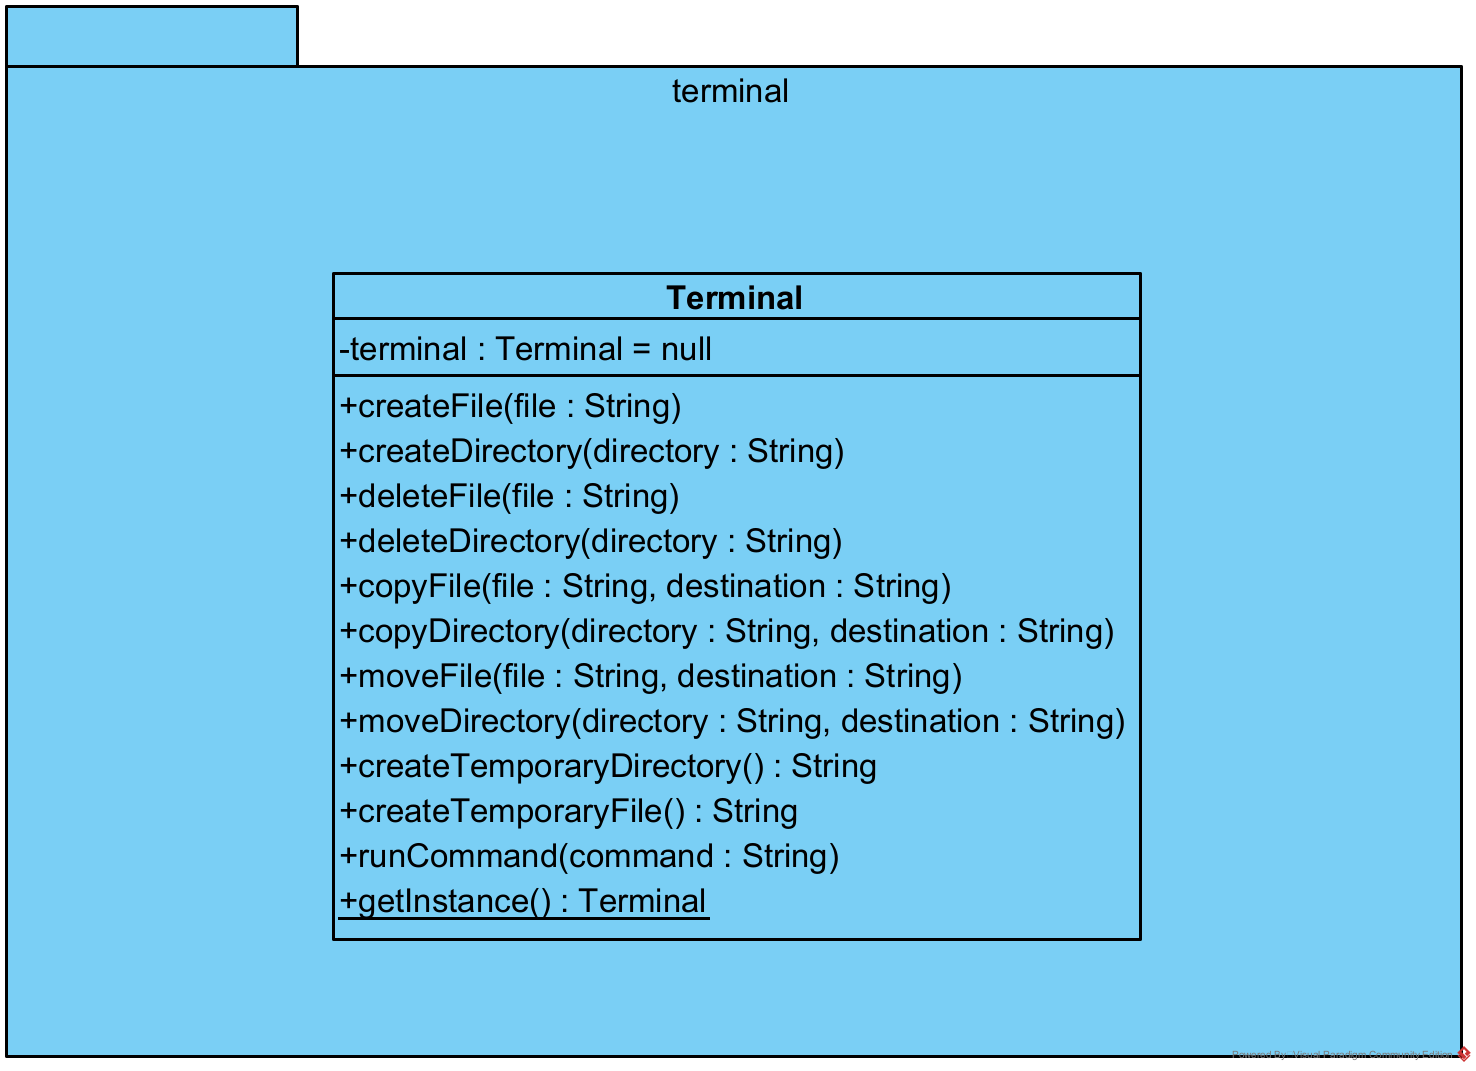 terminal
Terminal
-terminal : Terminal = null
+createFile(file : String)
+createDirectory(directory : String)
+deleteFile(file : String)
+deleteDirectory(directory : String)
+copyFile(file : String, destination : String)
+copyDirectory(directory : String, destination : String)
+moveFile(file : String, destination : String)
+moveDirectory(directory : String, destination : String)
+createTemporaryDirectory() : String
+createTemporaryFile() : String
+runCommand(command : String)
+getInstance() : Terminal
Powered By Visual Paradigm Community Edition